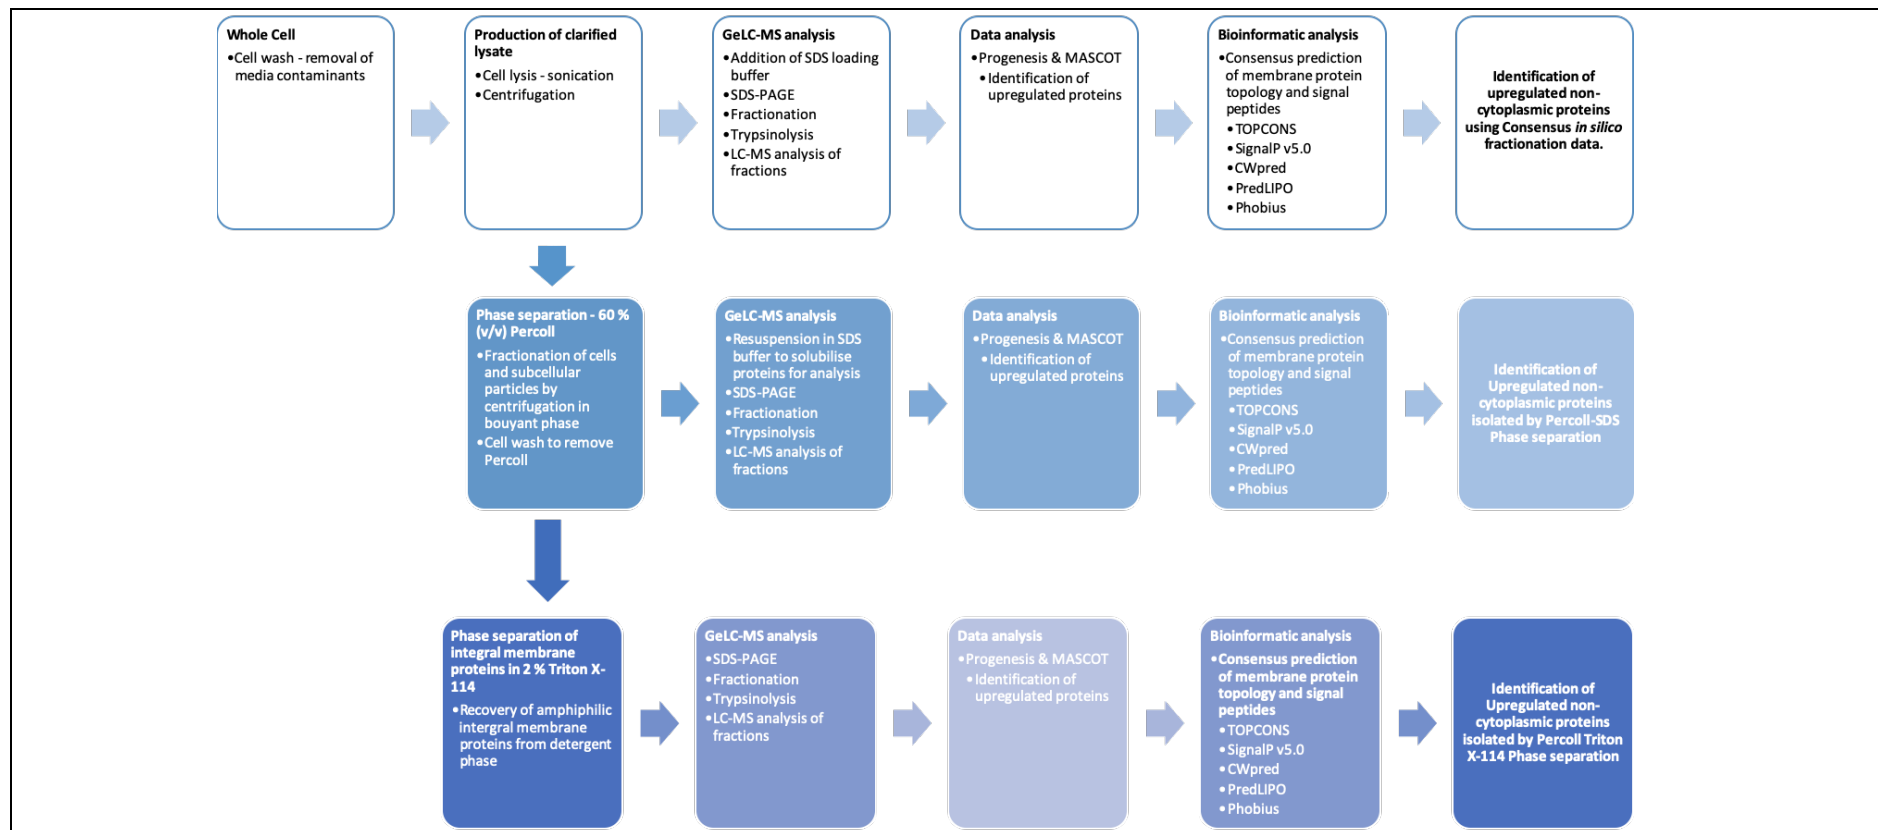 Whole Cell
•Cell wash - removal of
media contaminants
Production of clarified
lysate
•Cell lysis - sonication
•Centrifugation
GeLC-MS analysis
•Addition of SDS loading
buffer
•SDS-PAGE
•Fractionation
•Trypsinolysis
•LC-MS analysis of
fractions
Data analysis
•Progenesis & MASCOT
•Identification of
upregulated proteins
Bioinformatic analysis
•Consensus prediction
of membrane protein
topology and signal
peptides
•TOPCONS
•SignalP v5.0
•CWpred
•PredLIPO
•Phobius
Identification of
upregulated non-
cytoplasmic proteins
using Consensus in silico
fractionation data.
Phase separation - 60 %
(v/v) Percoll
•Fractionation of cells
and subcellular
particles by
centrifugation in
bouyant phase
•Cell wash to remove
Percoll
GeLC-MS analysis
•Resuspension in SDS
buffer to solubilise
proteins for analysis
•SDS-PAGE
•Fractionation
•Trypsinolysis
•LC-MS analysis of
fractions
Data analysis
•Progenesis & MASCOT
•Identification of
upregulated proteins
Bioinformatic analysis
•Consensus prediction
of membrane protein
topology and signal
peptides
•TOPCONS
•SignalP v5.0
•CWpred
•PredLIPO
•Phobius
Identification of
Upregulated non-
cytoplasmic proteins
isolated by Percoll-SDS
Phase separation
Phase separation of
integral membrane
proteins in 2 % Triton X-
114
•Recovery of amphiphilic
intergral membrane
proteins from detergent
phase
GeLC-MS analysis
•SDS-PAGE
•Fractionation
•Trypsinolysis
•LC-MS analysis of
fractions
Data analysis
•Progenesis & MASCOT
•Identification of
upregulated proteins
Bioinformatic analysis
•Consensus prediction
of membrane protein
topology and signal
peptides
•TOPCONS
•SignalP v5.0
•CWpred
•PredLIPO
•Phobius
Identification of
Upregulated non-
cytoplasmic proteins
isolated by Percoll Triton
X-114 Phase separation